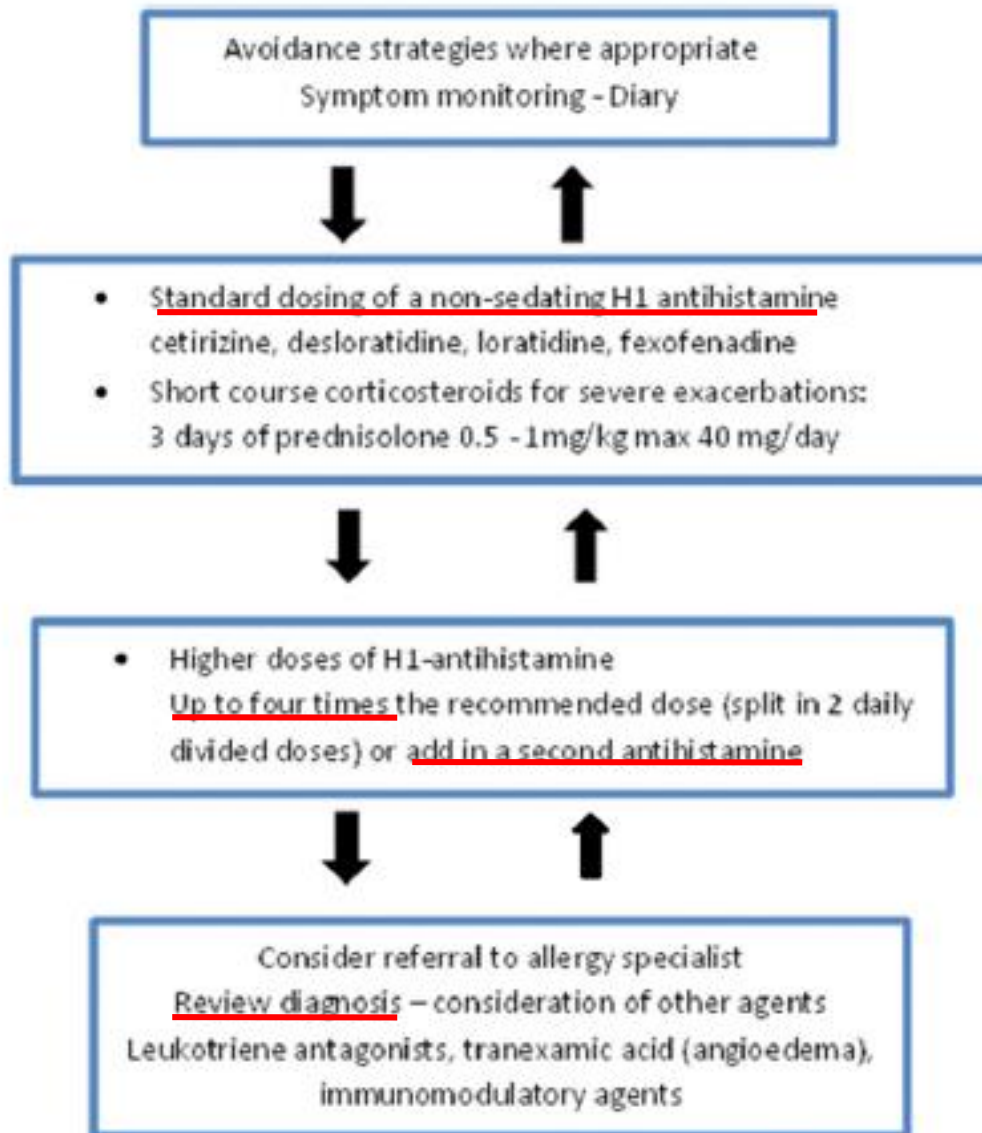 Avoidance strategies where appropriate
Symptom monitoring - Diary
• Standard dosing of a non-sedating H1 antihistamine
cetirizine, desloratidine, loratidine, fexofenadine
• Short course corticosteroids for severe exacerbations:
3 days of prednisolone 0.5 - 1mg/kg max 40 mg/day
• Higher doses of H1-antihistamine
Up to four times the recommended dose (split in 2 daily
divided doses) or add in a second antihistamine
Consider referral to allergy specialist
Review diagnosis – consideration of other agents
Leukotriene antagonists, tranexamic acid (angioedema),
immunomodulatory agents